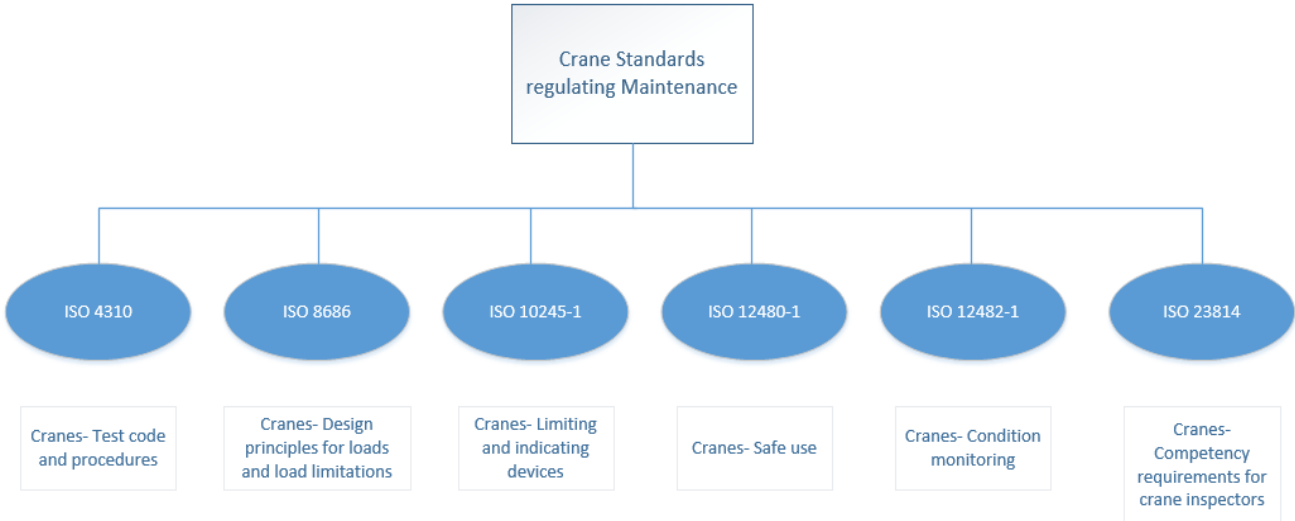 Crane Standards
regulating Maintenance
ISO 4310
ISO 8686
ISO 10245-1
ISO 12480-1
ISO 12482-1
ISO 23814
Cranes- Test code
and procedures
Cranes- Design
principles for loads
and load limitations
Cranes- Limiting
and indicating
devices
Cranes- Safe use
Cranes- Condition
monitoring
Cranes-
Competency
requirements for
crane inspectors